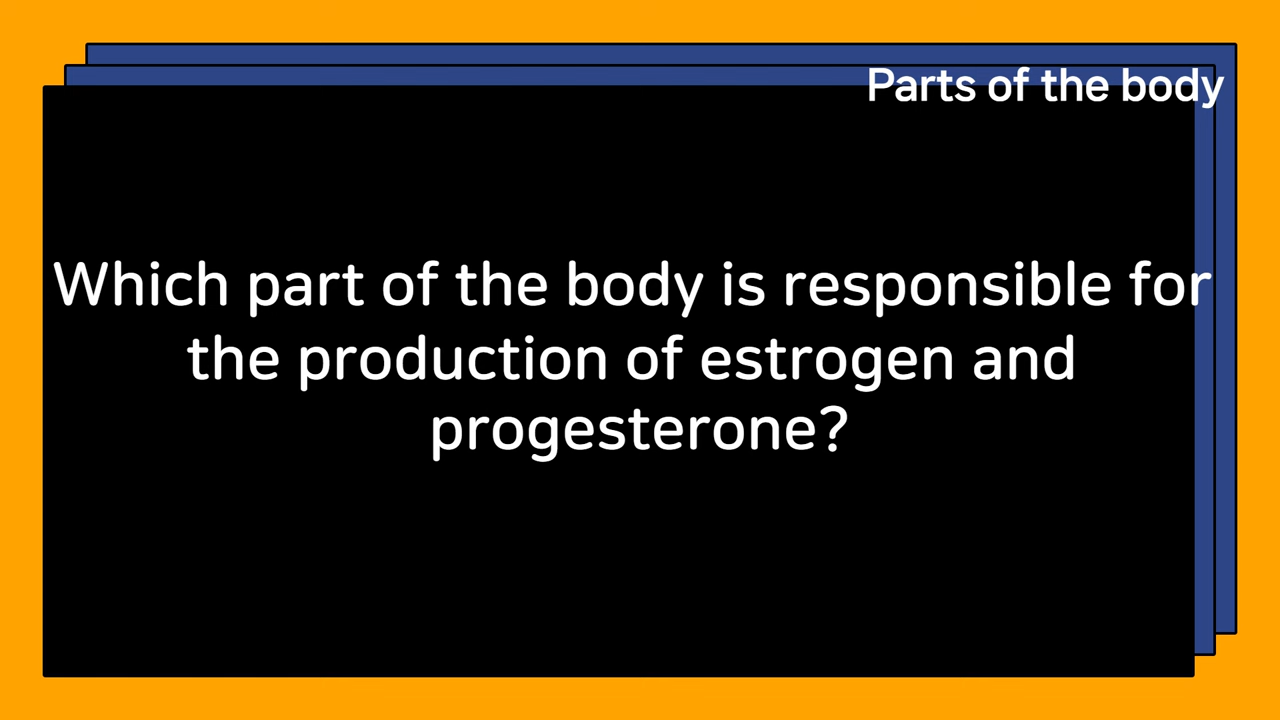 Parts of the body
Which part of the body is responsible for
the production of estrogen and
progesterone?